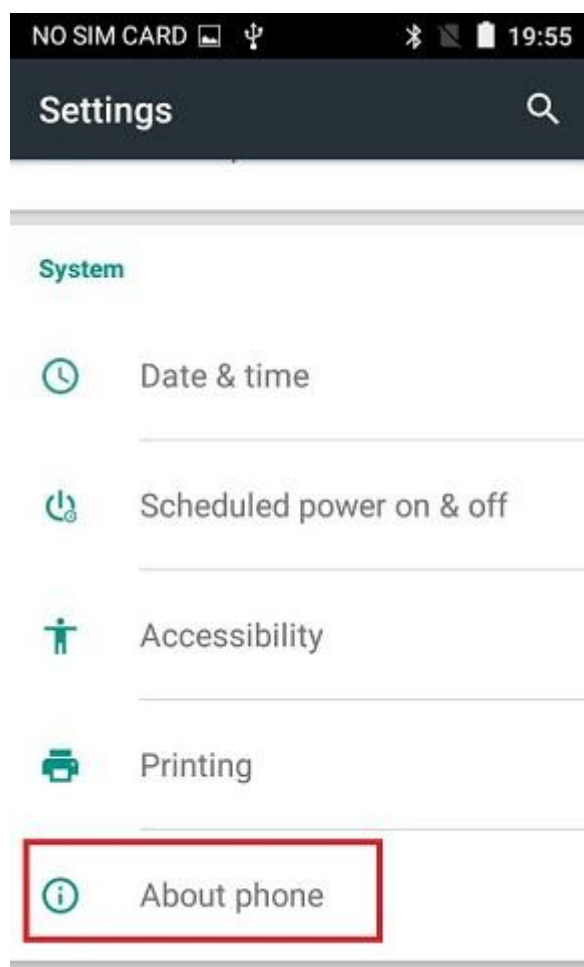 NO SIM CARD 19:55
Settings
System
Date & time
Scheduled power on & off
Accessibility
Printing
About phone